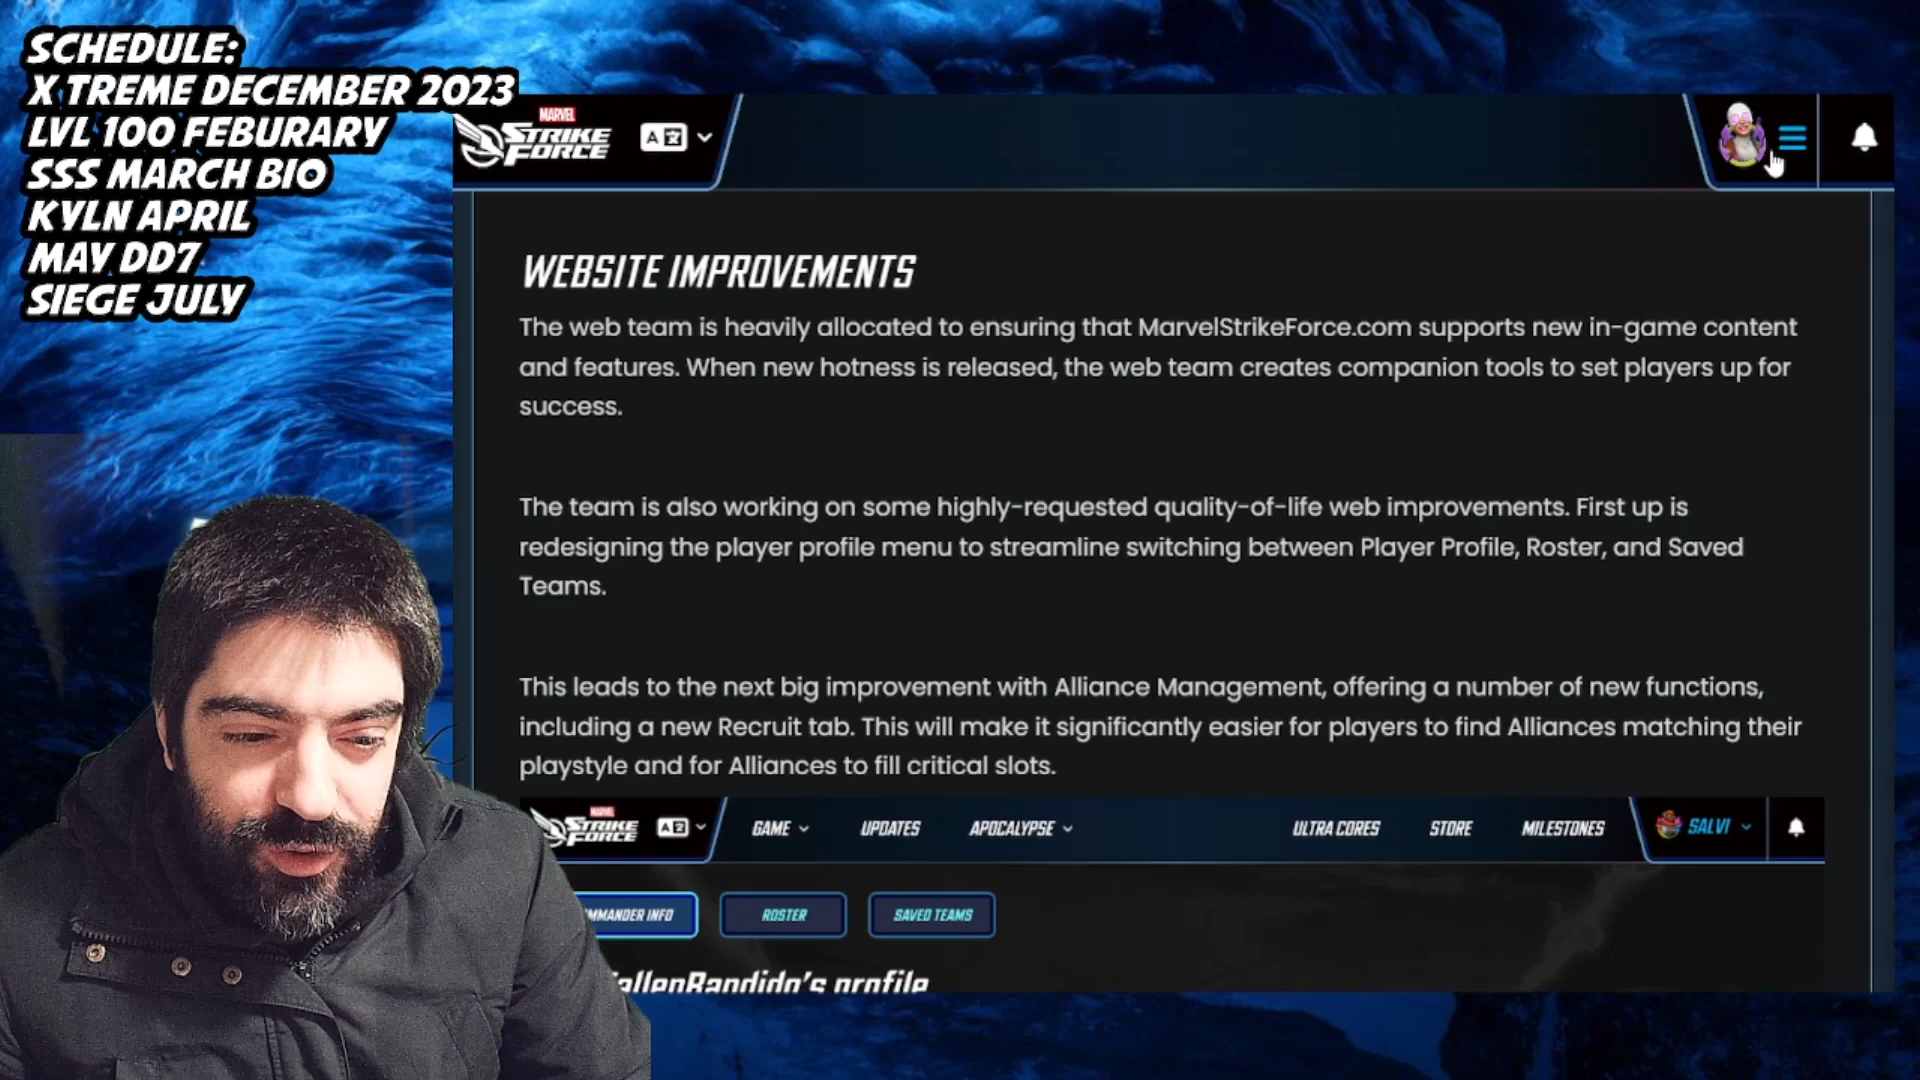 SCHEDULE:
X TREME DECEMBER 2023
LVL 100 FEBURARY
SSS MARCH BIO
KYLN APRIL
MAY DD7
SIEGE JULY
MARVEL
STRIKE
FORCE
A
WEBSITE IMPROVEMENTS
The web team is heavily allocated to ensuring that MarvelStrikeForce.com supports new in-game content
and features. When new hotness is released, the web team creates companion tools to set players up for
success.
The team is also working on some highly-requested quality-of-life web improvements. First up is
redesigning the player profile menu to streamline switching between Player Profile, Roster, and Saved
Teams.
This leads to the next big improvement with Alliance Management, offering a number of new functions,
including a new Recruit tab. This will make it significantly easier for players to find Alliances matching their
playstyle and for Alliances to fill critical slots.
MARVEL
STRIKE
FORCE
A
GAME UPDATES APOCALYPSE ULTRA CORES STORE MILESTONES SALVI
MMANDER INFO ROSTER SAVED TEAMS
allenBandido's profile